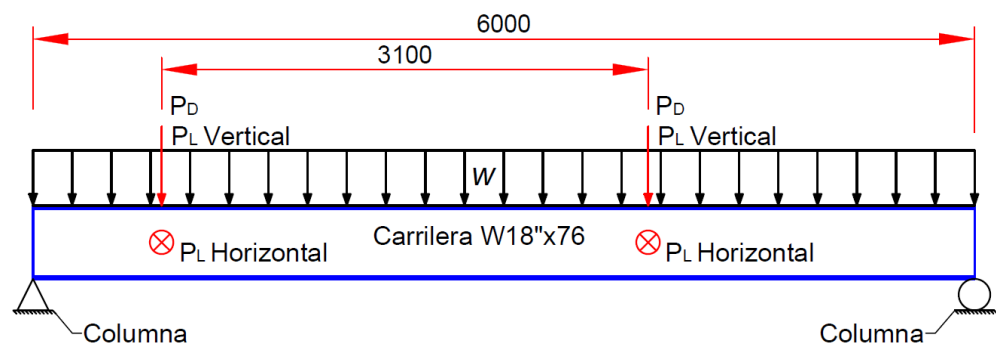 6000
3100
PD PD
PL Vertical PL Vertical
W
Carrilera W18"x76
PL Horizontal PL Horizontal
Columna Columna